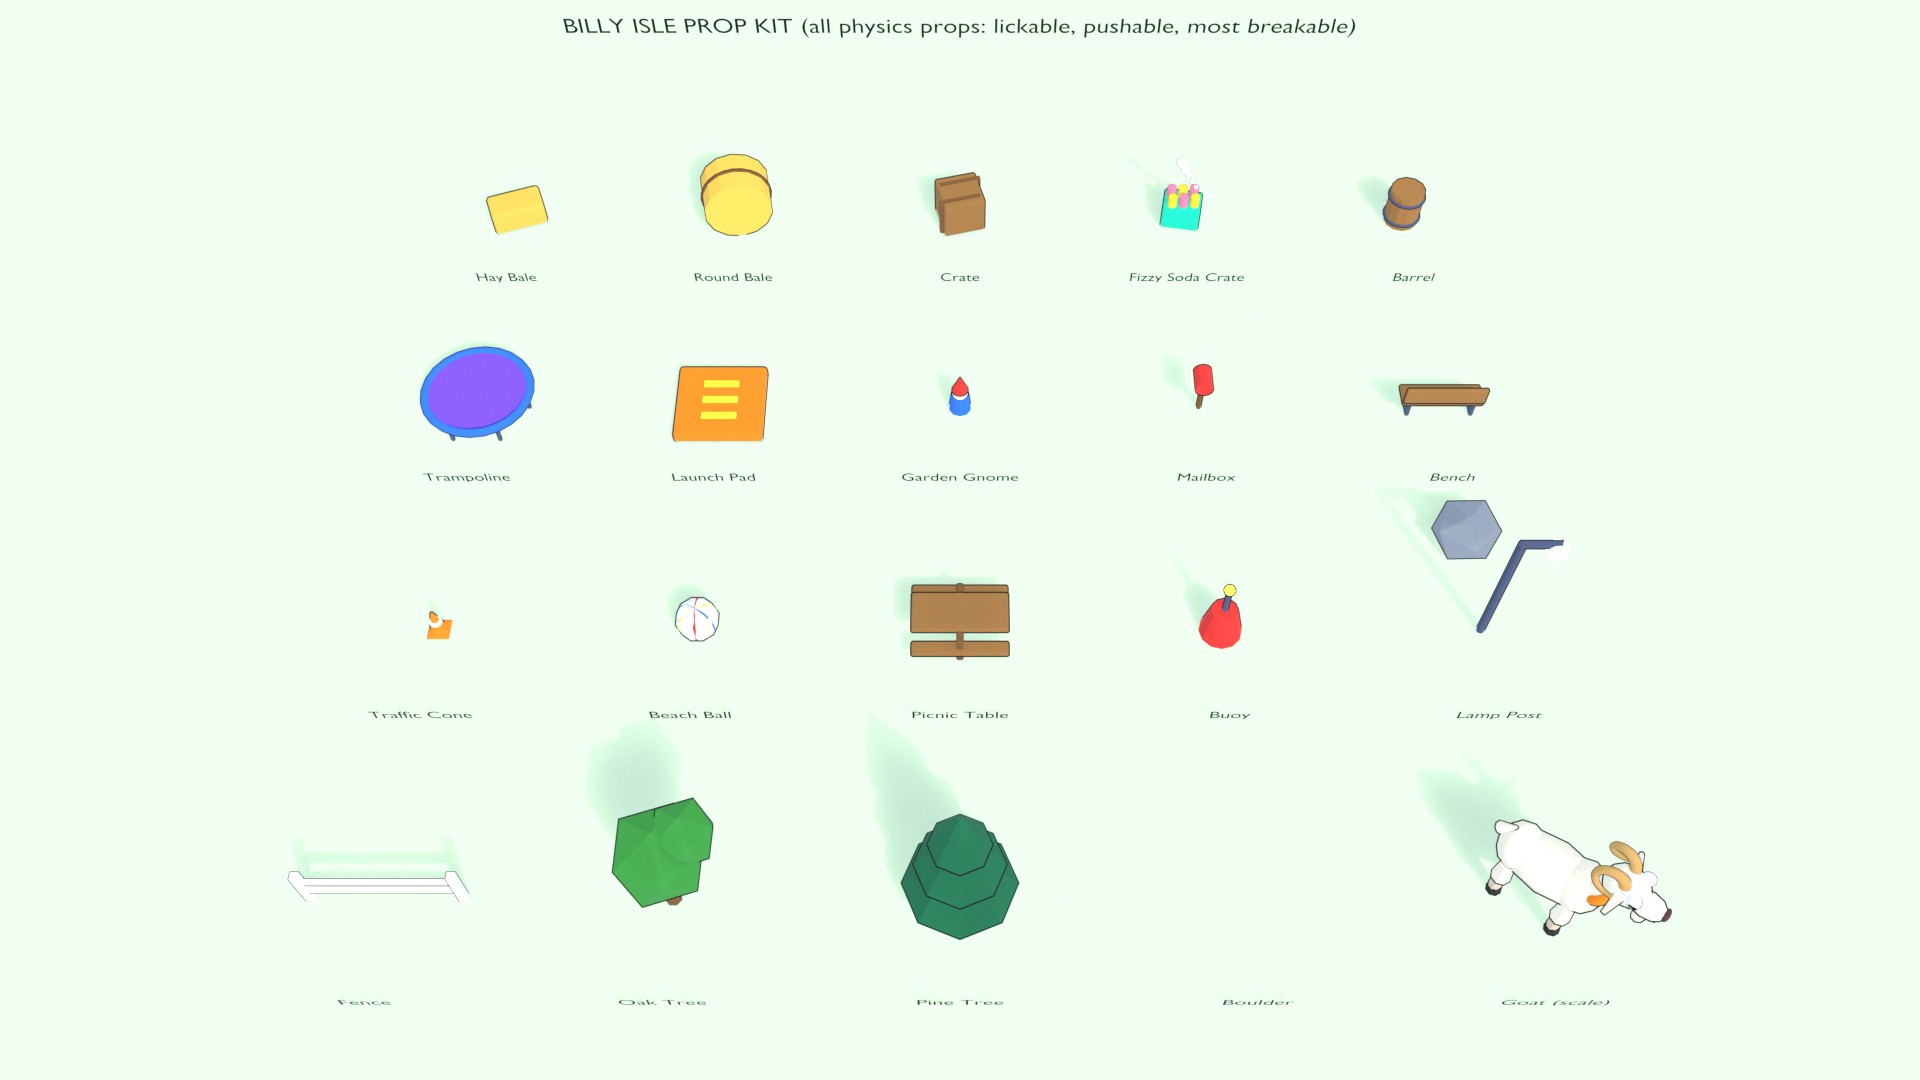 BILLY ISLE PROP KIT (all physics props: lickable, pushable, most breakable)
Hay Bale
Round Bale
Crate
Fizzy Soda Crate
Barrel
Trampoline
Launch Pad
Garden Gnome
Mailbox
Bench
Traffic Cone
Beach Ball
Picnic Table
Buoy
Lamp Post
Fence
Oak Tree
Pine Tree
Boulder
Goat (scale)